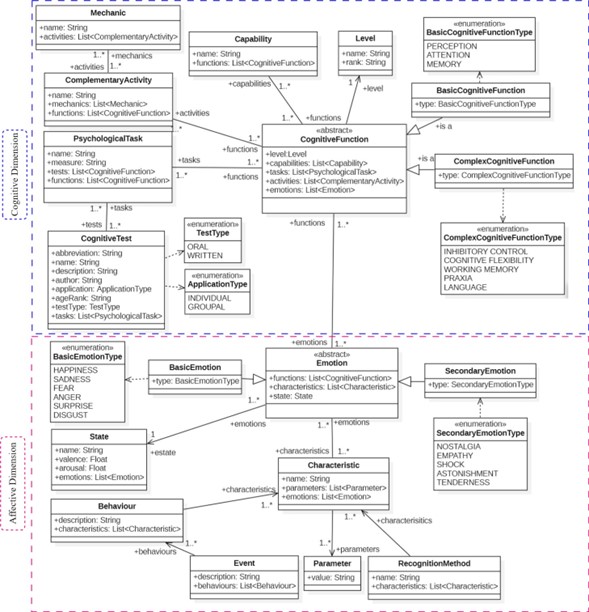 Cognitive Dimension
Mechanic
+name: String
+activities: List<ComplementaryActivity>
1..* +mechanics
+activities 1..*
ComplementaryActivity
+name: String
+mechanics: List<Mechanic>
+functions: List<CognitiveFunction>
+activities
1..*
+functions
PsychologicalTask
+name: String
+measure: String
+tests: List<CognitiveFunction>
+functions: List<CognitiveFunction>
+tasks
1..*
+functions
1..* +tasks
+tests 1..*
CognitiveTest
+abbreviation: String
+name: String
+description: String
+author: String
+application: ApplicationType
+ageRank: String
+testType: TestType
+tasks: List<PsychologicalTask>
«enumeration»
TestType
ORAL
WRITTEN
«enumeration»
ApplicationType
INDIVIDUAL
GROUPAL
Capability
+name: String
+functions: List<CognitiveFunction>
+capabilities 1..*
+functions
1..*
Level
+name: String
+rank: String
1
+level
«abstract»
CognitiveFunction
+level:Level
+capabilities: List<Capability>
+tasks: List<PsychologicalTask>
+activities: List<ComplementaryActivity>
+emotions: List<Emotion>
«enumeration»
BasicCognitiveFunctionType
PERCEPTION
ATTENTION
MEMORY
BasicCognitiveFunction
+type: BasicCognitiveFunctionType
+is a
+is a
ComplexCognitiveFunction
+type: ComplexCognitiveFunctionType
«enumeration»
ComplexCognitiveFunctionType
INHIBITORY CONTROL
COGNITIVE FLEXIBILITY
WORKING MEMORY
PRAXIA
LANGUAGE
+functions 1..*
+emotions 1..*
Affective Dimension
«enumeration»
BasicEmotionType
HAPPINESS
SADNESS
FEAR
ANGER
SURPRISE
DISGUST
BasicEmotion
+type: BasicEmotionType
«abstract»
Emotion
+functions: List<CognitiveFunction>
+characteristics: List<Characteristic>
+state: State
SecondaryEmotion
+type: SecondaryEmotionType
«enumeration»
SecondaryEmotionType
NOSTALGIA
EMPATHY
SHOCK
ASTONISHMENT
TENDERNESS
1..*
+emotions
1..*
+emotions
State
+name: String
+valence: Float
+arousal: Float
+emotions: List<Emotion>
1
+estate
+characteristics 1..*
Characteristic
+name: String
+parameters: List<Parameter>
+emotions: List<Emotion>
+characteristics
1..*
Behaviour
+description: String
+characteristics: List<Characteristic>
1..*
+behaviours
Event
+description: String
+behaviours: List<Behaviour>
1..*
1..*
+parameters
Parameter
+value: String
1..*
+characterisitics
RecognitionMethod
+name: String
+characteristics: List<Characteristic>